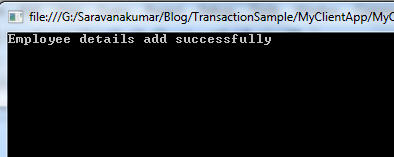 file:///G:/Saravanakumar/Blog/TransactionSample/MyClientApp/MyC
Employee details add successfully